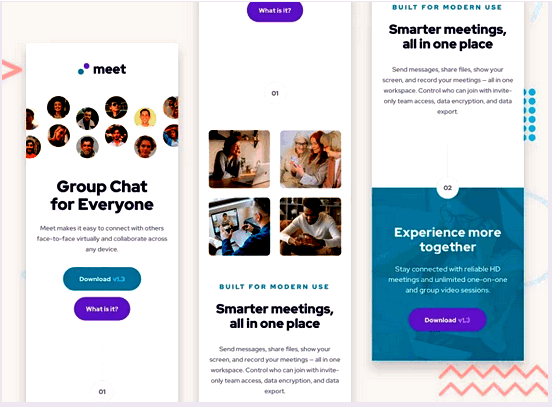 meet
Group Chat
for Everyone
Meet makes it easy to connect with others
face-to-face virtually and collaborate across
any device.
Download v1.3
What is it?
01
What is it?
01
BUILT FOR MODERN USE
Smarter meetings,
all in one place
Send messages, share files, show your
screen, and record your meetings — all in one
workspace. Control who can join with invite-
only team access, data encryption, and data
export.
BUILT FOR MODERN USE
Smarter meetings,
all in one place
Send messages, share files, show your
screen, and record your meetings — all in one
workspace. Control who can join with invite-
only team access, data encryption, and data
export.
02
Experience more
together
Stay connected with reliable HD
meetings and unlimited one-on-one
and group video sessions.
Download v1.3